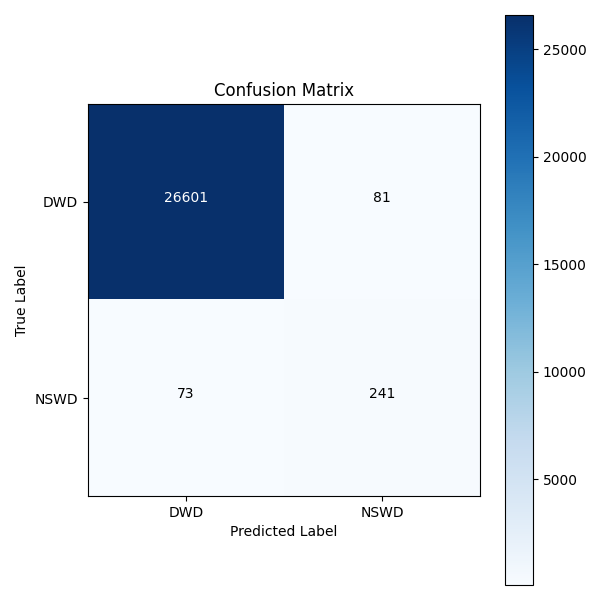 Confusion Matrix
True Label
DWD
26601
81
NSWD
73
241
DWD
NSWD
Predicted Label
25000
20000
15000
10000
5000